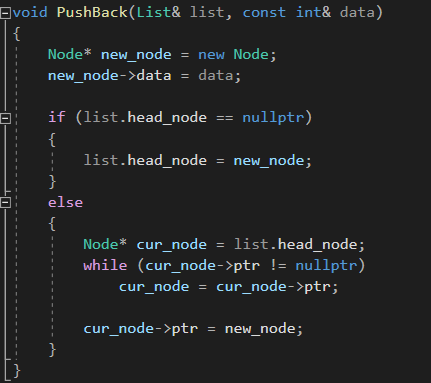 void PushBack(List& list, const int& data)
{
    Node* new_node = new Node;
    new_node->data = data;

    if (list.head_node == nullptr)
    {
        list.head_node = new_node;
    }
    else
    {
        Node* cur_node = list.head_node;
        while (cur_node->ptr != nullptr)
            cur_node = cur_node->ptr;

        cur_node->ptr = new_node;
    }
}